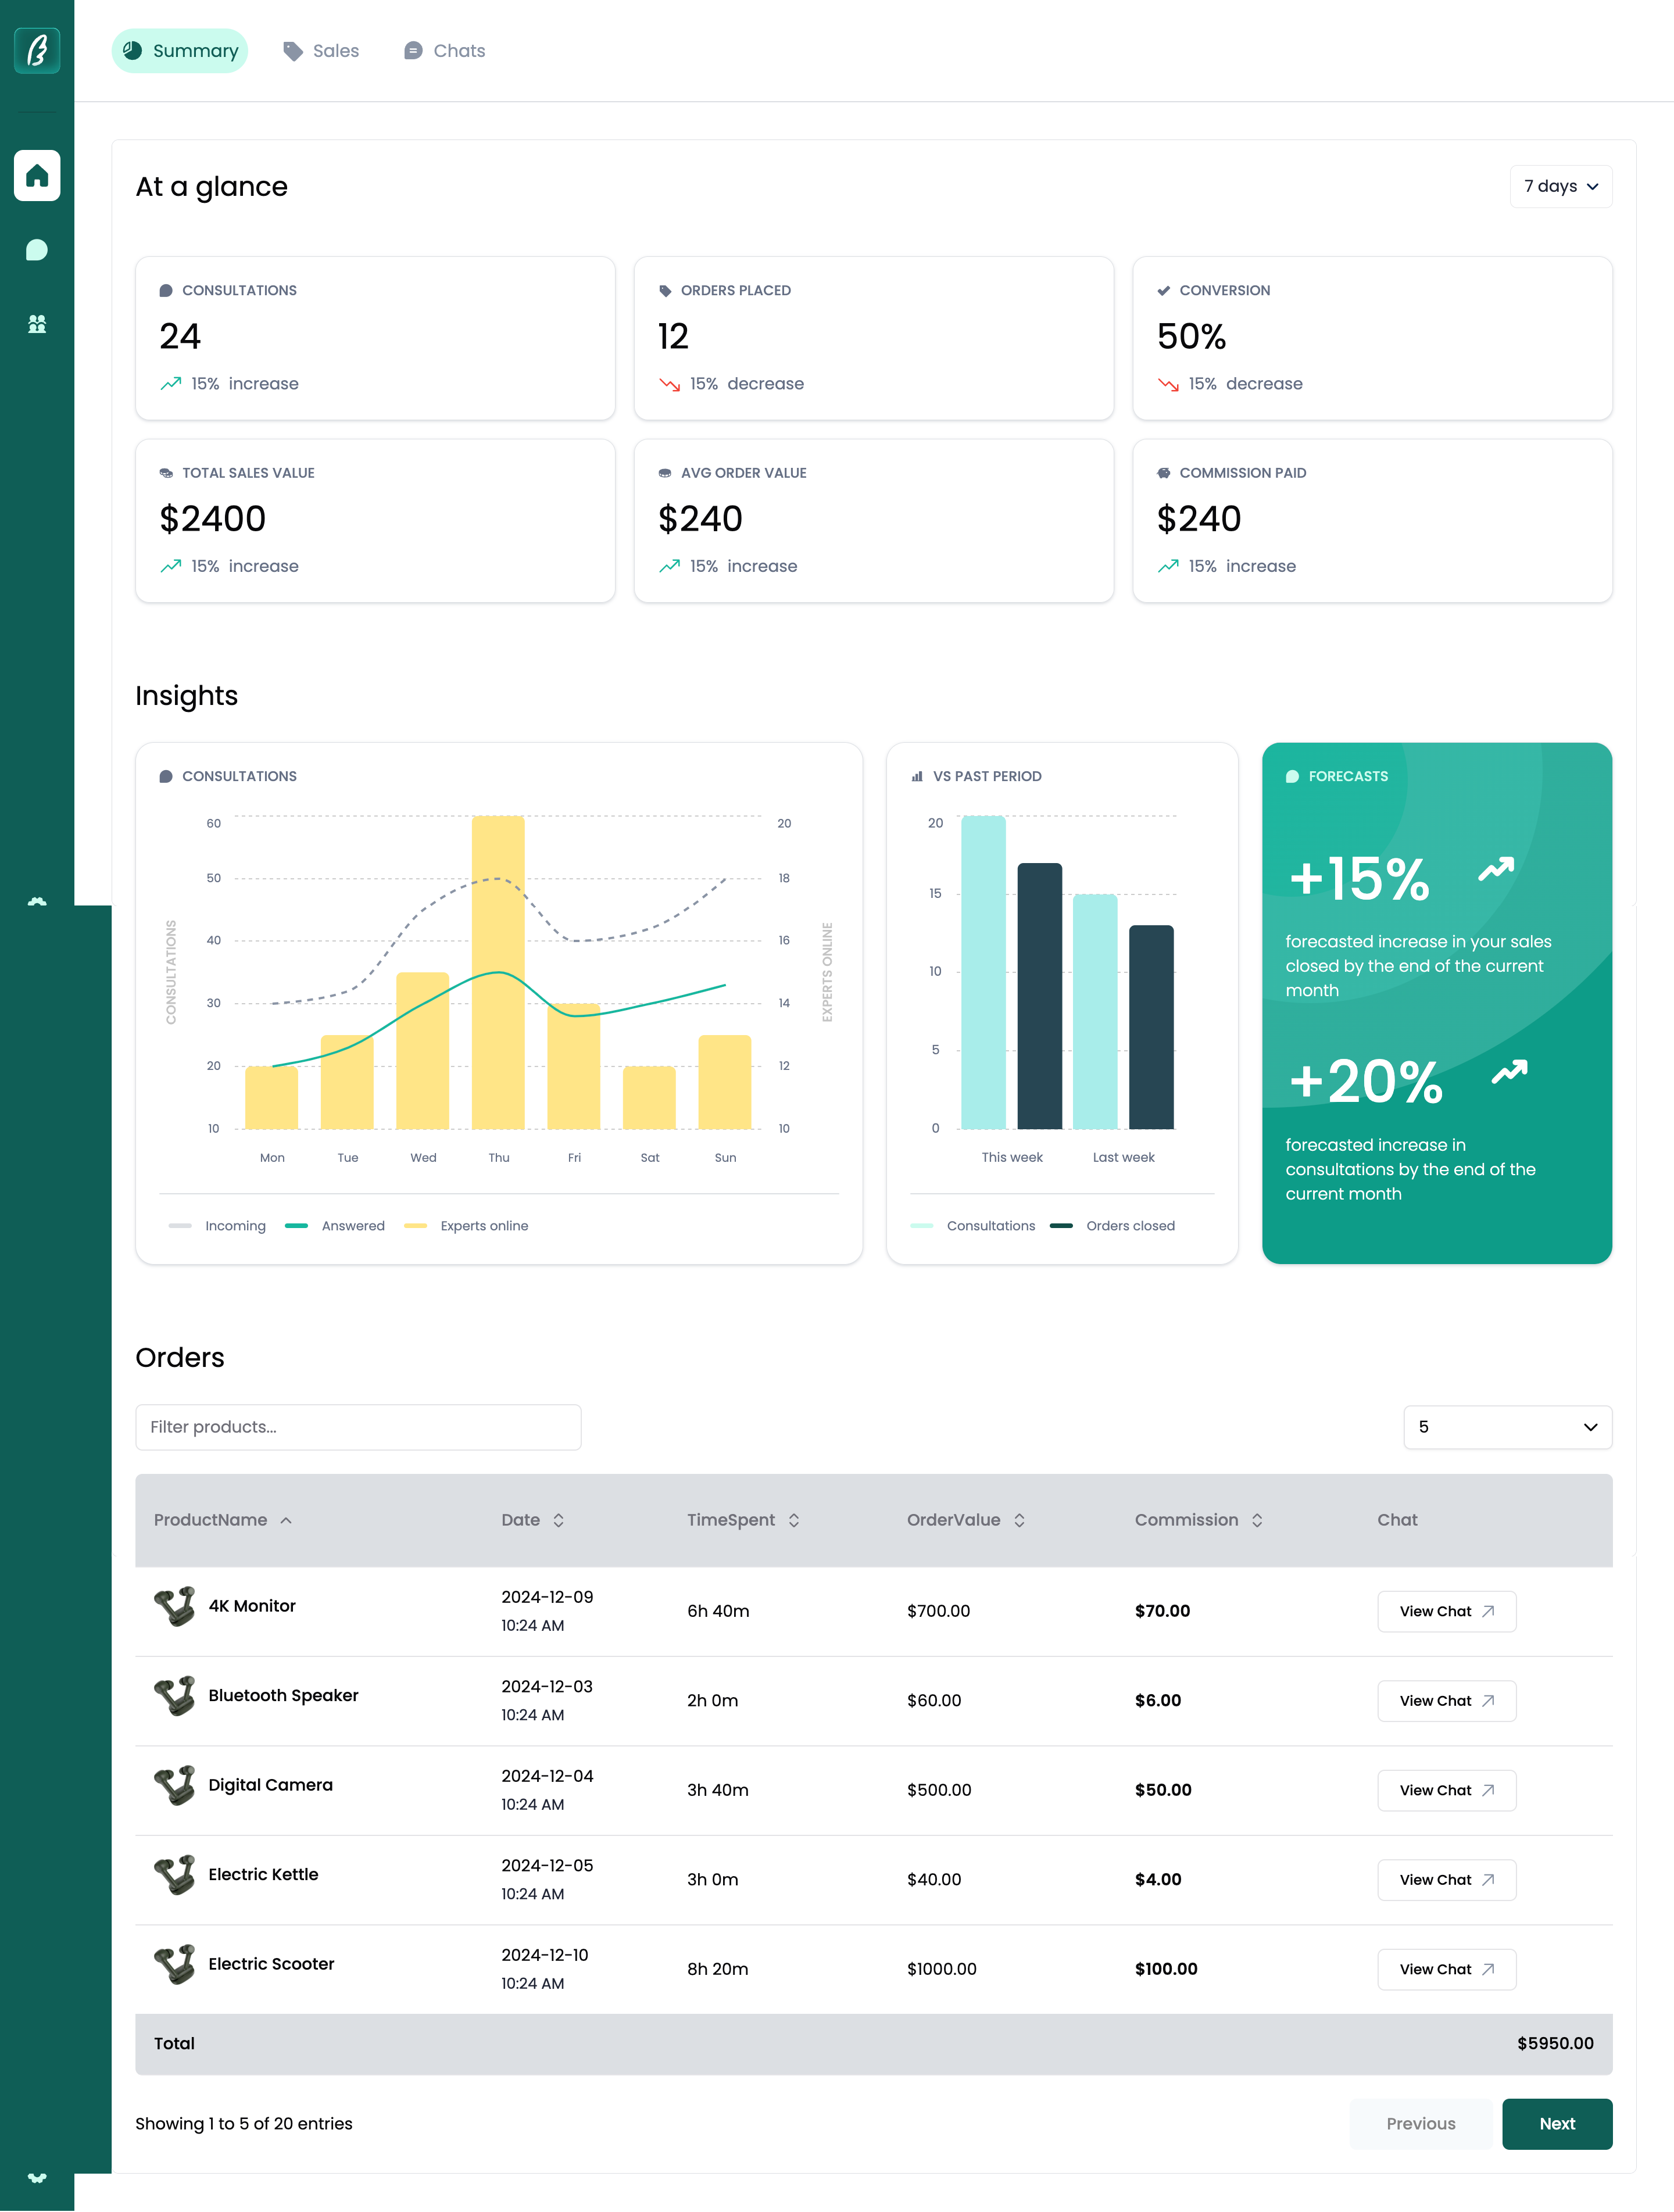 Summary
Sales
Chats
At a glance
7 days
CONSULTATIONS
24
15% increase
ORDERS PLACED
12
15% decrease
CONVERSION
50%
15% decrease
TOTAL SALES VALUE
$2400
15% increase
AVG ORDER VALUE
$240
15% increase
COMMISSION PAID
$240
15% increase
Insights
CONSULTATIONS
60
50
40
30
20
10
CONSULTATIONS
20
18
16
14
12
10
EXPERTS ONLINE
Mon Tue Wed Thu Fri Sat Sun
Incoming Answered Experts online
VS PAST PERIOD
20
15
10
5
0
This week Last week
Consultations Orders closed
FORECASTS
+15%
forecasted increase in your sales
closed by the end of the current
month
+20%
forecasted increase in
consultations by the end of the
current month
Orders
Filter products...
5
ProductName Date TimeSpent OrderValue Commission Chat
4K Monitor 2024-12-09 10:24 AM 6h 40m $700.00 $70.00 View Chat
Bluetooth Speaker 2024-12-03 10:24 AM 2h 0m $60.00 $6.00 View Chat
Digital Camera 2024-12-04 10:24 AM 3h 40m $500.00 $50.00 View Chat
Electric Kettle 2024-12-05 10:24 AM 3h 0m $40.00 $4.00 View Chat
Electric Scooter 2024-12-10 10:24 AM 8h 20m $1000.00 $100.00 View Chat
Total $5950.00
Showing 1 to 5 of 20 entries
Previous
Next